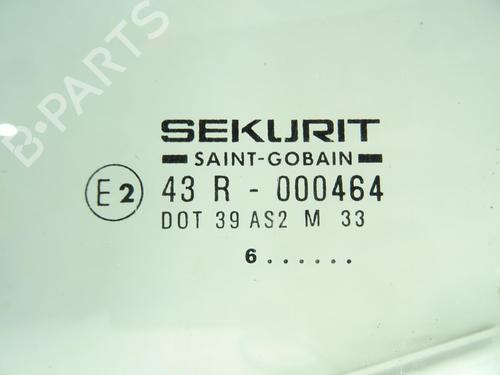 B-PARTS
SEKURIT
SAINT-GOBAIN
E2 43 R - 000464
DOT 39 AS2 M 33
6......